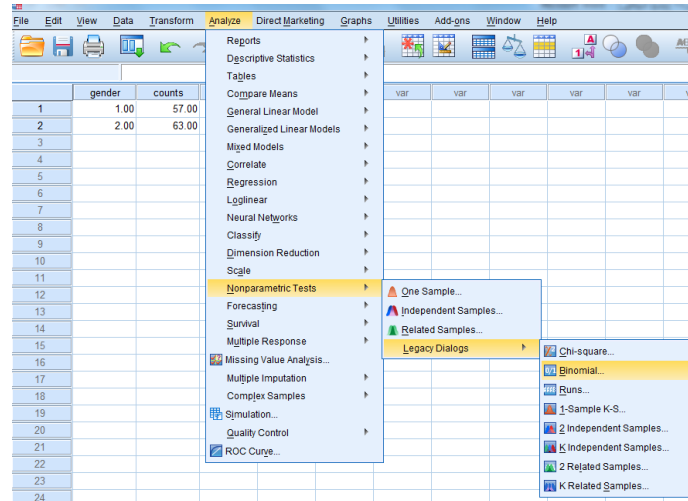 File Edit View Data Transform Analyze Direct Marketing Graphs Utilities Add-ons Window Help
gender counts var var var var var
1 1.00 57.00
2 2.00 63.00
3
4
5
6
7
8
9
10
11
12
13
14
15
16
17
18
19
20
21
22
23
24
Reports
Descriptive Statistics
Tables
Compare Means
General Linear Model
Generalized Linear Models
Mixed Models
Correlate
Regression
Loglinear
Neural Networks
Classify
Dimension Reduction
Scale
Nonparametric Tests
Forecasting
Survival
Multiple Response
Missing Value Analysis...
Multiple Imputation
Complex Samples
Simulation...
Quality Control
ROC Curve...
One Sample...
Independent Samples...
Related Samples...
Legacy Dialogs
Chi-square...
0/1 Binomial...
Runs...
1-Sample K-S...
2 Independent Samples...
K Independent Samples...
2 Related Samples...
K Related Samples...